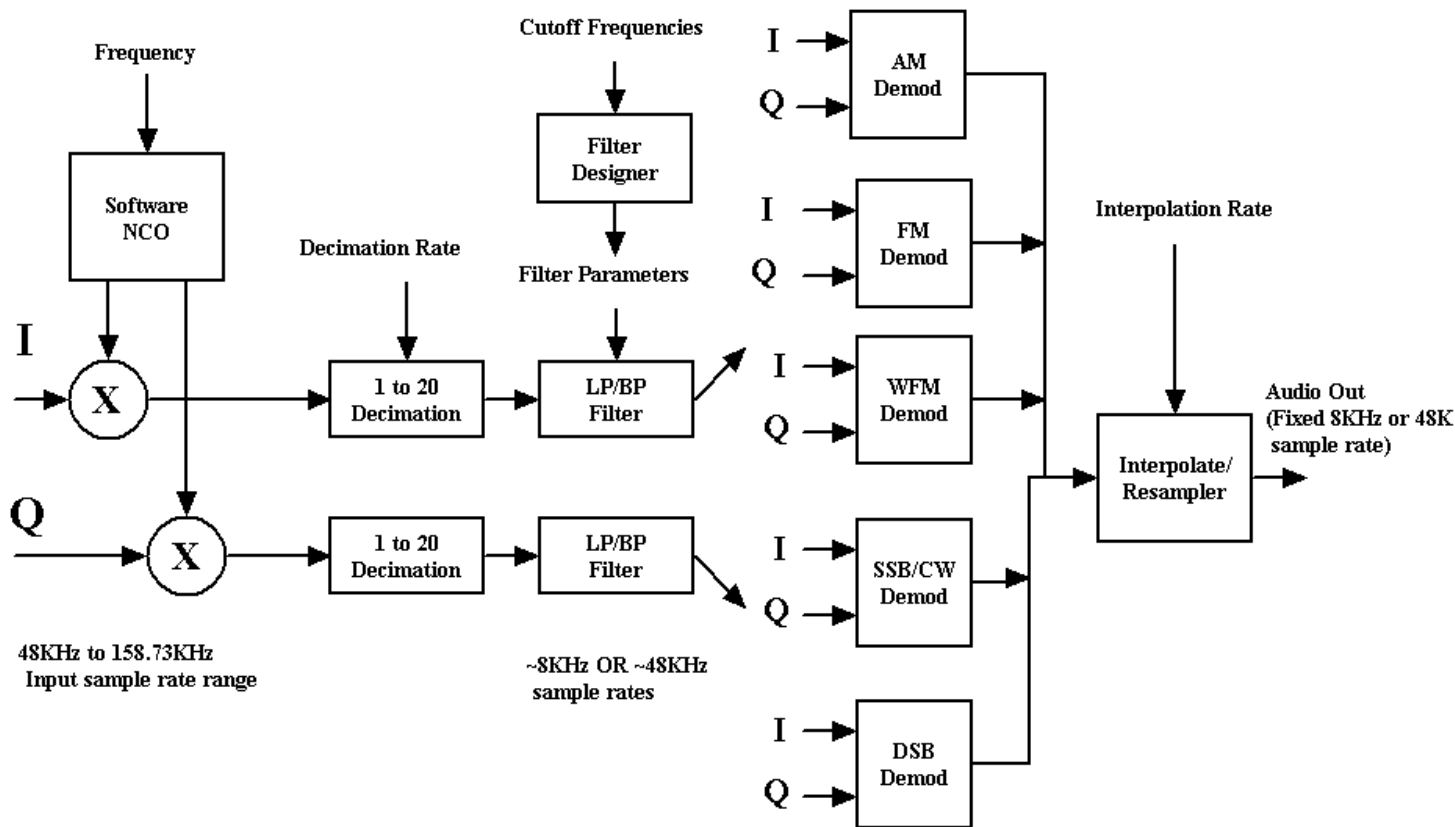 Cutoff Frequencies
Frequency
Filter
Designer
Software
NCO
Decimation Rate
Filter Parameters
I
X
1 to 20
Decimation
LP/BP
Filter
Q
X
1 to 20
Decimation
LP/BP
Filter
48KHz to 158.73KHz
Input sample rate range
~8KHz OR ~48KHz
sample rates
I
Q
AM
Demod
I
Q
FM
Demod
I
Q
WFM
Demod
I
Q
SSB/CW
Demod
I
Q
DSB
Demod
Interpolation Rate
Interpolate/
Resampler
Audio Out
(Fixed 8KHz or 48K
sample rate)